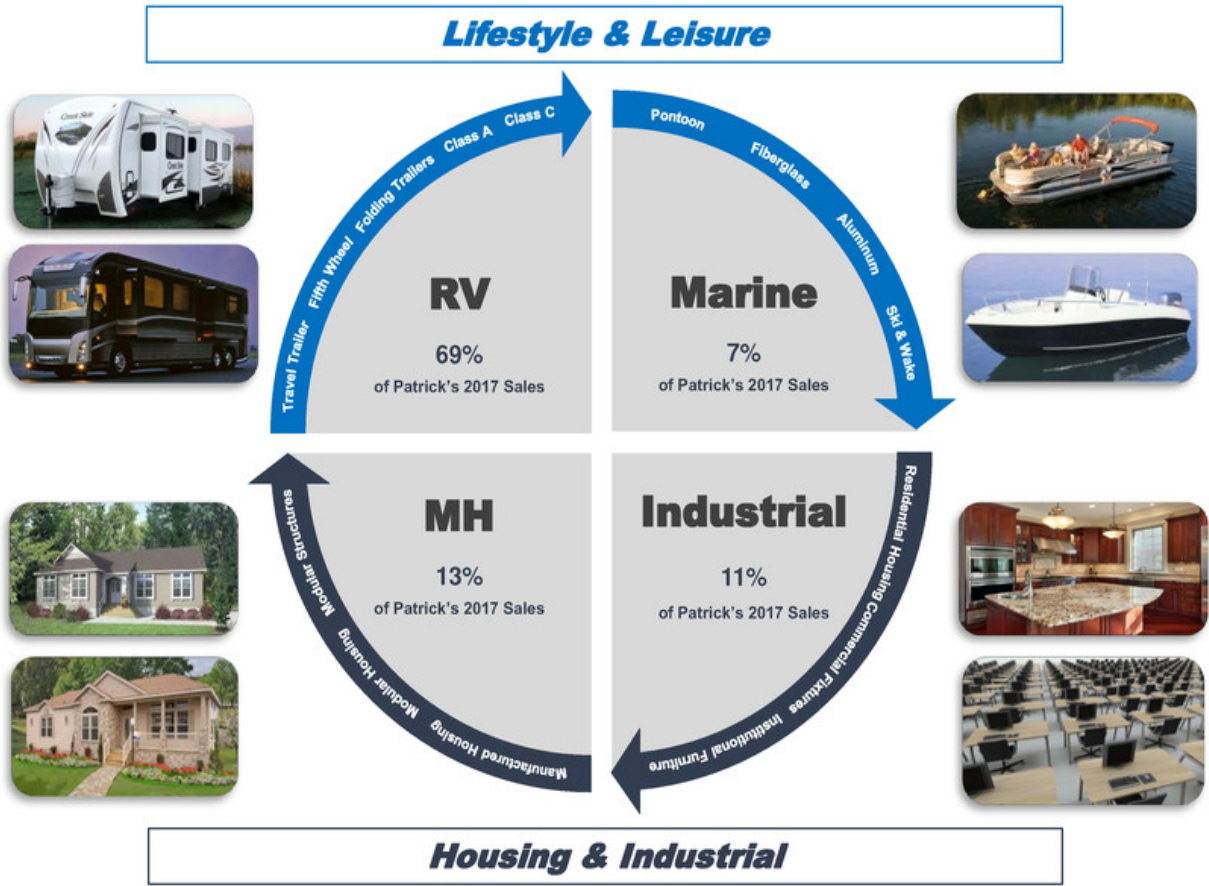 Lifestyle & Leisure
Travel Trailer Fifth Wheel Folding Trailers Class A Class C
Pontoon Fiberglass Aluminum Ski & Wake
RV
69%
of Patrick's 2017 Sales
Marine
7%
of Patrick's 2017 Sales
MH
13%
of Patrick's 2017 Sales
Industrial
11%
of Patrick's 2017 Sales
Manufactured Housing Modular Housing Modular Structures
Residential Housing Commercial Fixtures Institutional Furniture
Housing & Industrial